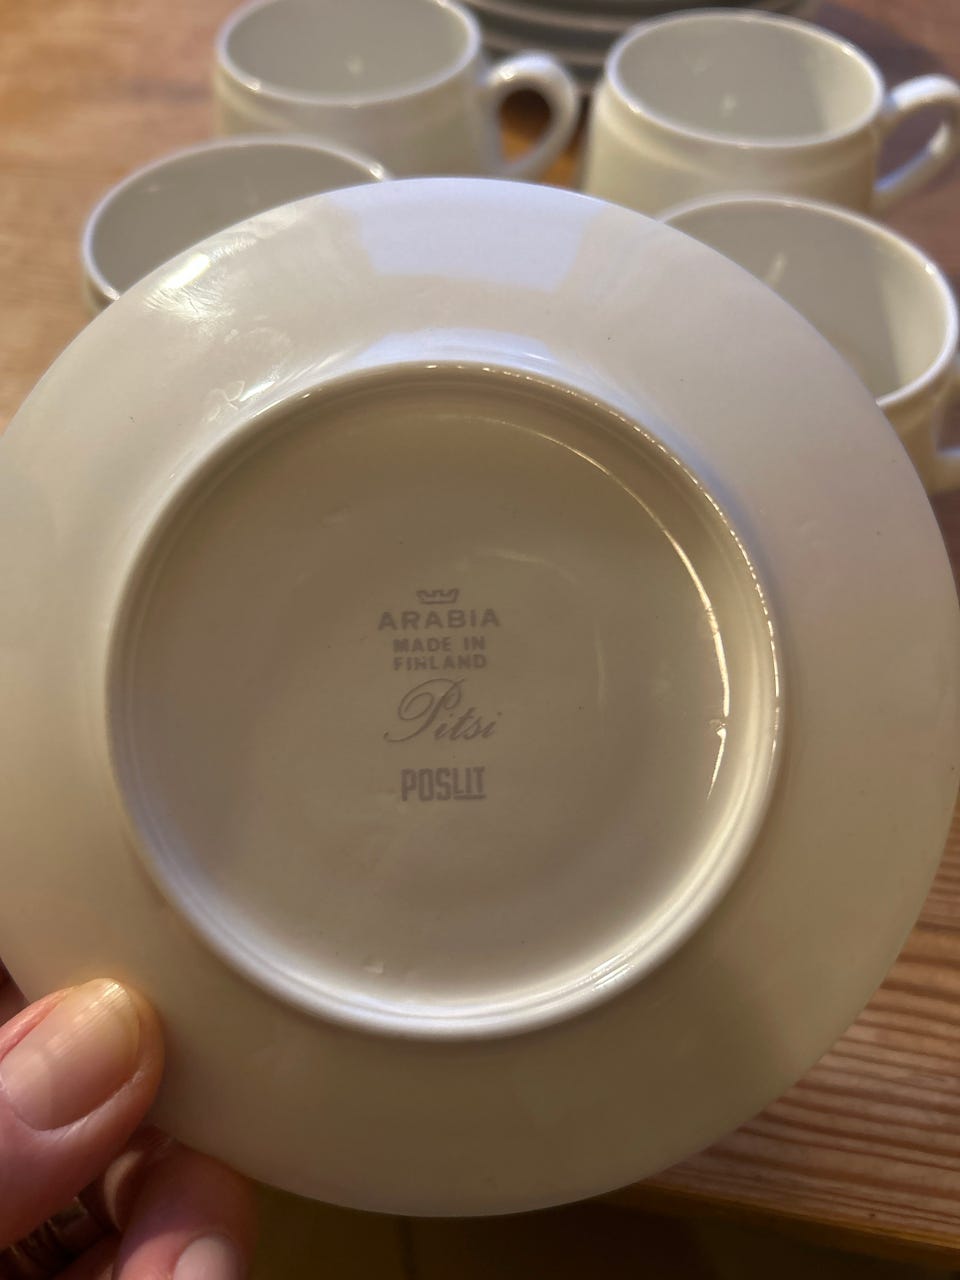 ARABIA
MADE IN
FINLAND
Pitsi
POSLIT